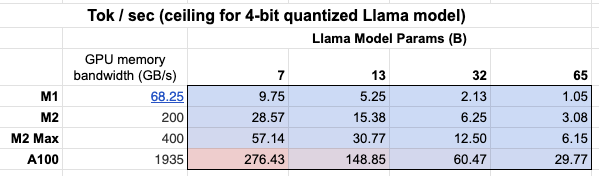 Tok / sec (ceiling for 4-bit quantized Llama model)
Llama Model Params (B)
GPU memory
bandwidth (GB/s) 7 13 32 65
M1 68.25 9.75 5.25 2.13 1.05
M2 200 28.57 15.38 6.25 3.08
M2 Max 400 57.14 30.77 12.50 6.15
A100 1935 276.43 148.85 60.47 29.77